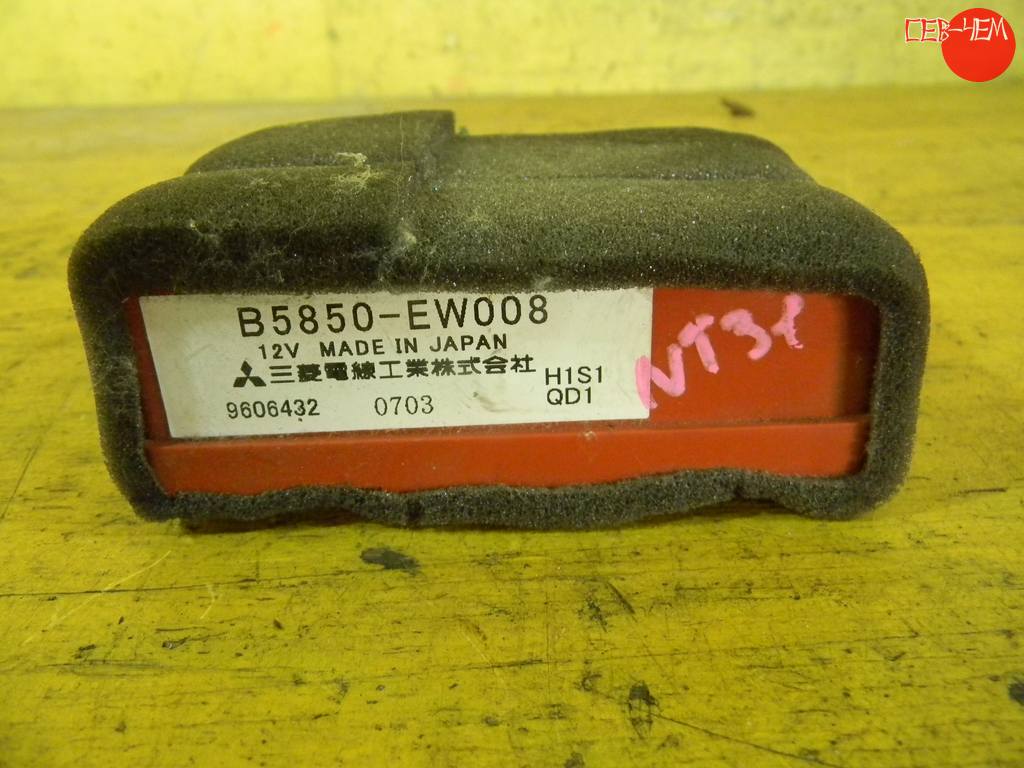 СЕВ-ЧЕМ
B5850-EW008
12V MADE IN JAPAN
三菱電線工業株式会社
H1S1
9606432 0703 QD1
NT31